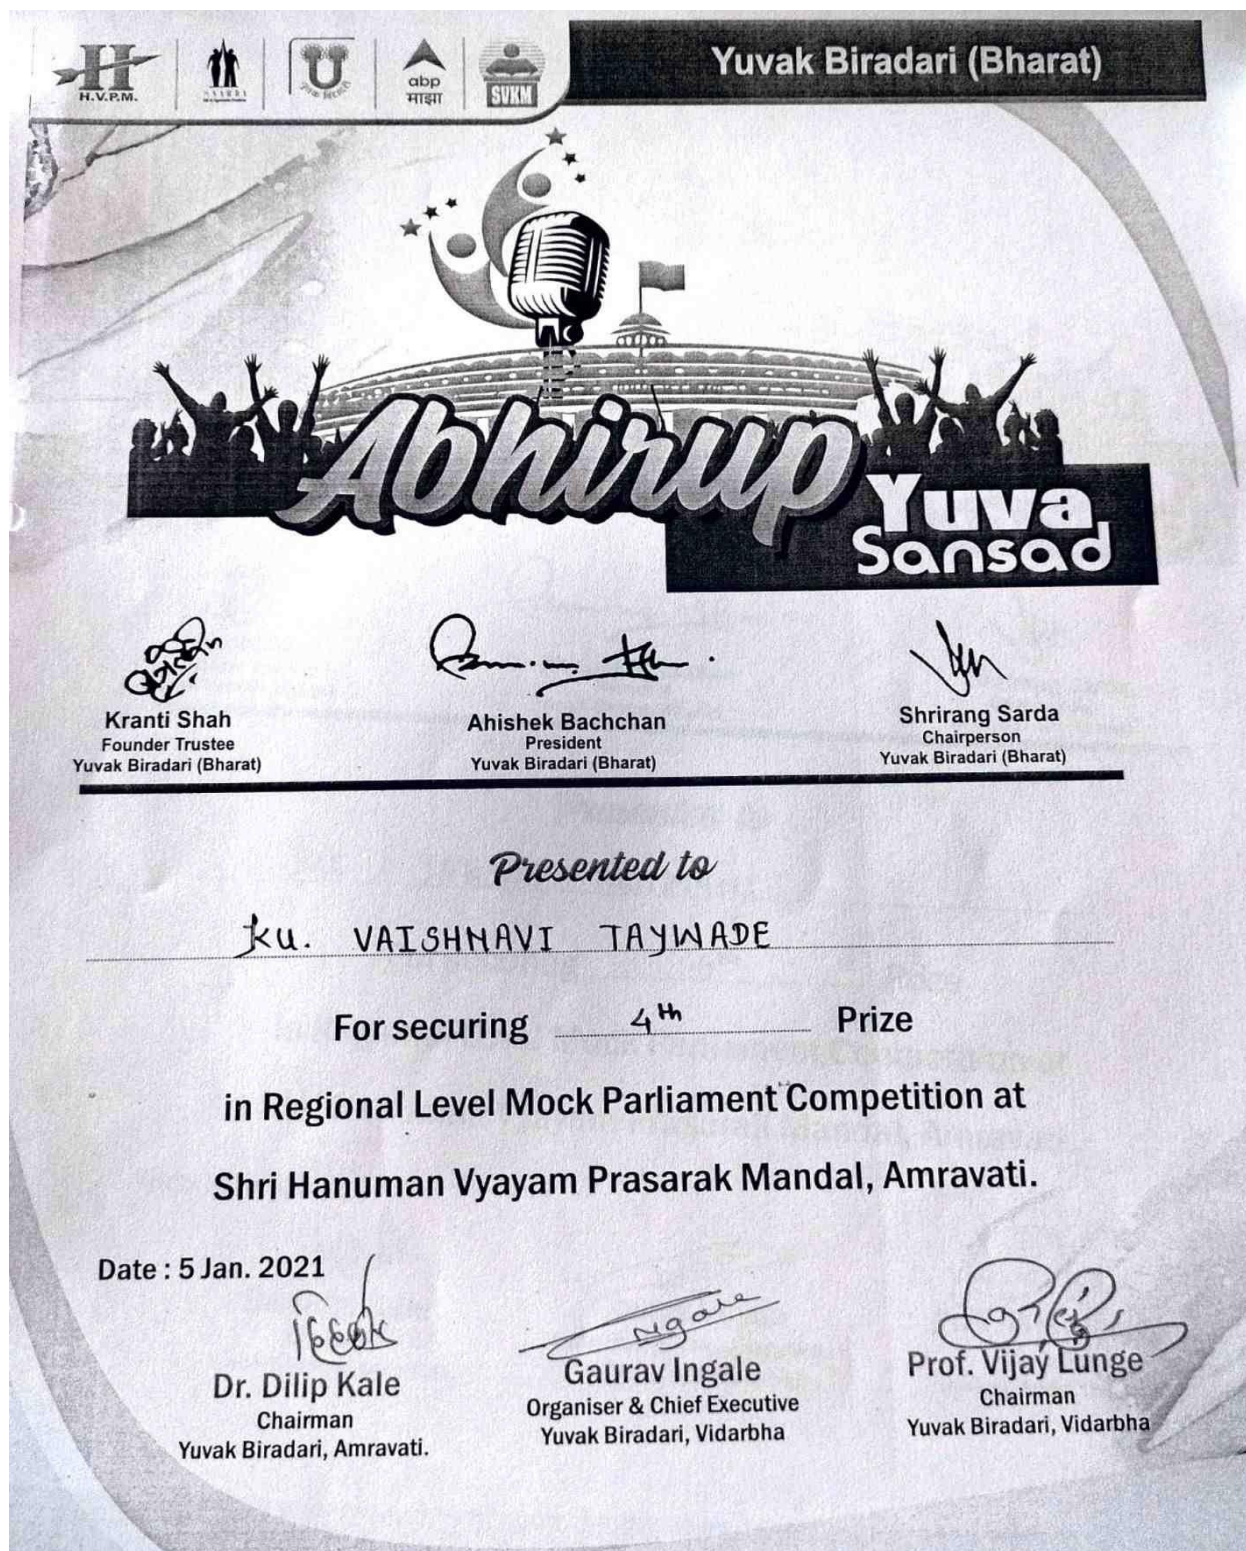 H.V.P.M.
abp
माझा
SVKM
Yuvak Biradari (Bharat)
Abhirup
Yuva
Sansad
Kranti Shah
Founder Trustee
Yuvak Biradari (Bharat)
Ahishek Bachchan
President
Yuvak Biradari (Bharat)
Shrirang Sarda
Chairperson
Yuvak Biradari (Bharat)
Presented to
Ku. VAISHNAVI TAYWADE
For securing 4th Prize
in Regional Level Mock Parliament Competition at
Shri Hanuman Vyayam Prasarak Mandal, Amravati.
Date : 5 Jan. 2021
Dr. Dilip Kale
Chairman
Yuvak Biradari, Amravati.
Ngale
Gaurav Ingale
Organiser & Chief Executive
Yuvak Biradari, Vidarbha
Prof. Vijay Lunge
Chairman
Yuvak Biradari, Vidarbha